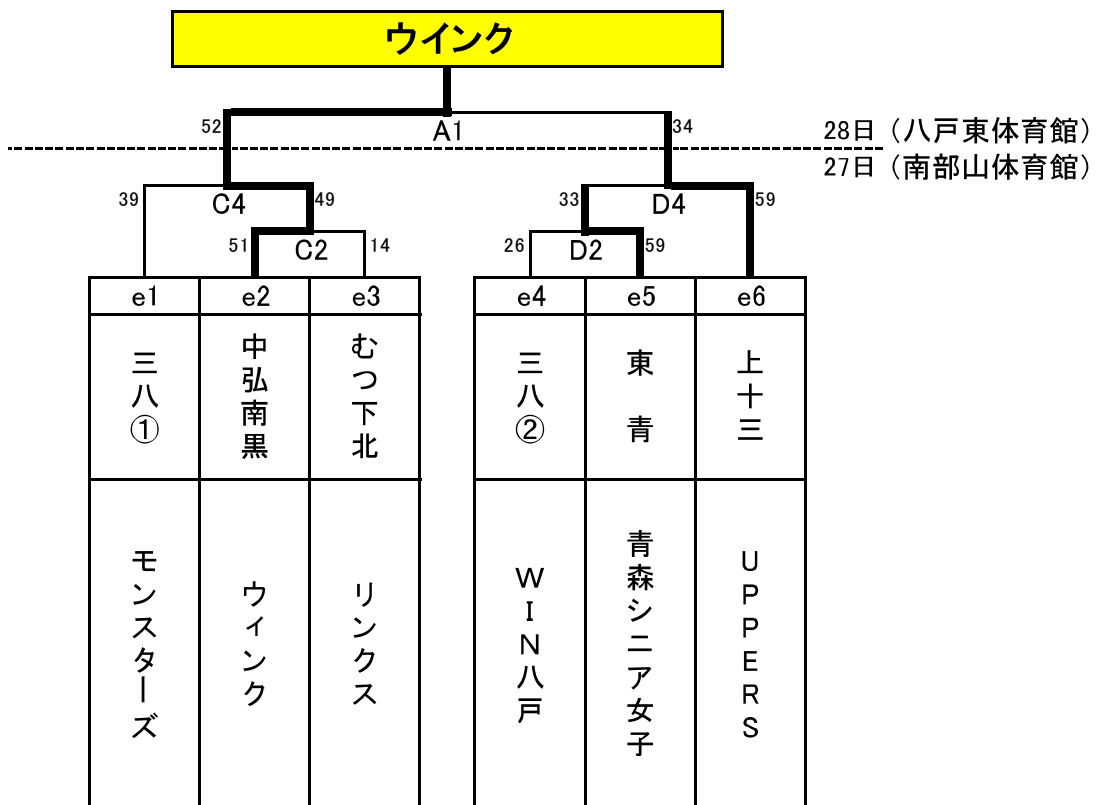 ウインク
52 A1 34
28日（八戸東体育館）
27日（南部山体育館）
39 C4 49 33 D4 59
51 C2 14 26 D2 59
e1 e2 e3 e4 e5 e6
三八①
中弘南黒
むつ下北
三八②
東青
上十三
モンスターズ
ウィンク
リンクス
WIN八戸
青森シニア女子
UPPERS